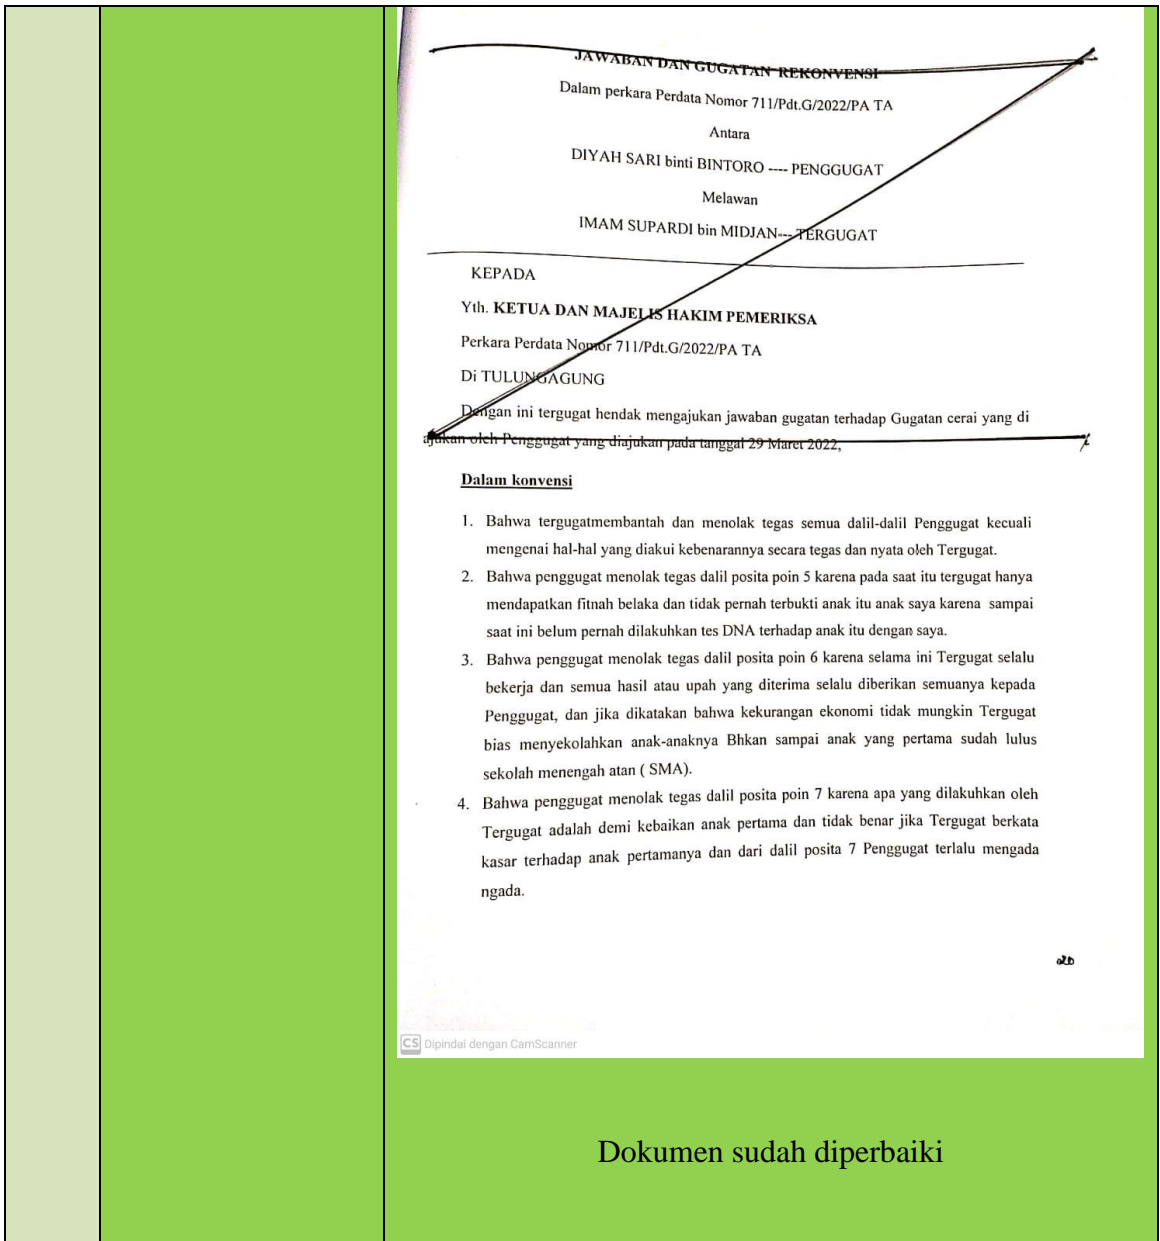 JAWABAN DAN GUGATAN REKONVENSI
Dalam perkara Perdata Nomor 711/Pdt.G/2022/PA TA
Antara
DIYAH SARI binti BINTORO ---- PENGGUGAT
Melawan
IMAM SUPARDI bin MIDJAN--- TERGUGAT
KEPADA
Yth. KETUA DAN MAJELIS HAKIM PEMERIKSA
Perkara Perdata Nomor 711/Pdt.G/2022/PA TA
Di TULUNGAGUNG
Dengan ini tergugat hendak mengajukan jawaban gugatan terhadap Gugatan cerai yang di
ajukan oleh Penggugat yang diajukan pada tanggal 29 Maret 2022,
Dalam konvensi
1. Bahwa tergugatmembantah dan menolak tegas semua dalil-dalil Penggugat kecuali
mengenai hal-hal yang diakui kebenarannya secara tegas dan nyata oleh Tergugat.
2. Bahwa penggugat menolak tegas dalil posita poin 5 karena pada saat itu tergugat hanya
mendapatkan fitnah belaka dan tidak pernah terbukti anak itu anak saya karena sampai
saat ini belum pernah dilakuhkan tes DNA terhadap anak itu dengan saya.
3. Bahwa penggugat menolak tegas dalil posita poin 6 karena selama ini Tergugat selalu
bekerja dan semua hasil atau upah yang diterima selalu diberikan semuanya kepada
Penggugat, dan jika dikatakan bahwa kekurangan ekonomi tidak mungkin Tergugat
bias menyekolahkan anak-anaknya Bhkan sampai anak yang pertama sudah lulus
sekolah menengah atan ( SMA).
4. Bahwa penggugat menolak tegas dalil posita poin 7 karena apa yang dilakuhkan oleh
Tergugat adalah demi kebaikan anak pertama dan tidak benar jika Tergugat berkata
kasar terhadap anak pertamanya dan dari dalil posita 7 Penggugat terlalu mengada
ngada.
CS Dipindai dengan CamScanner
Dokumen sudah diperbaiki